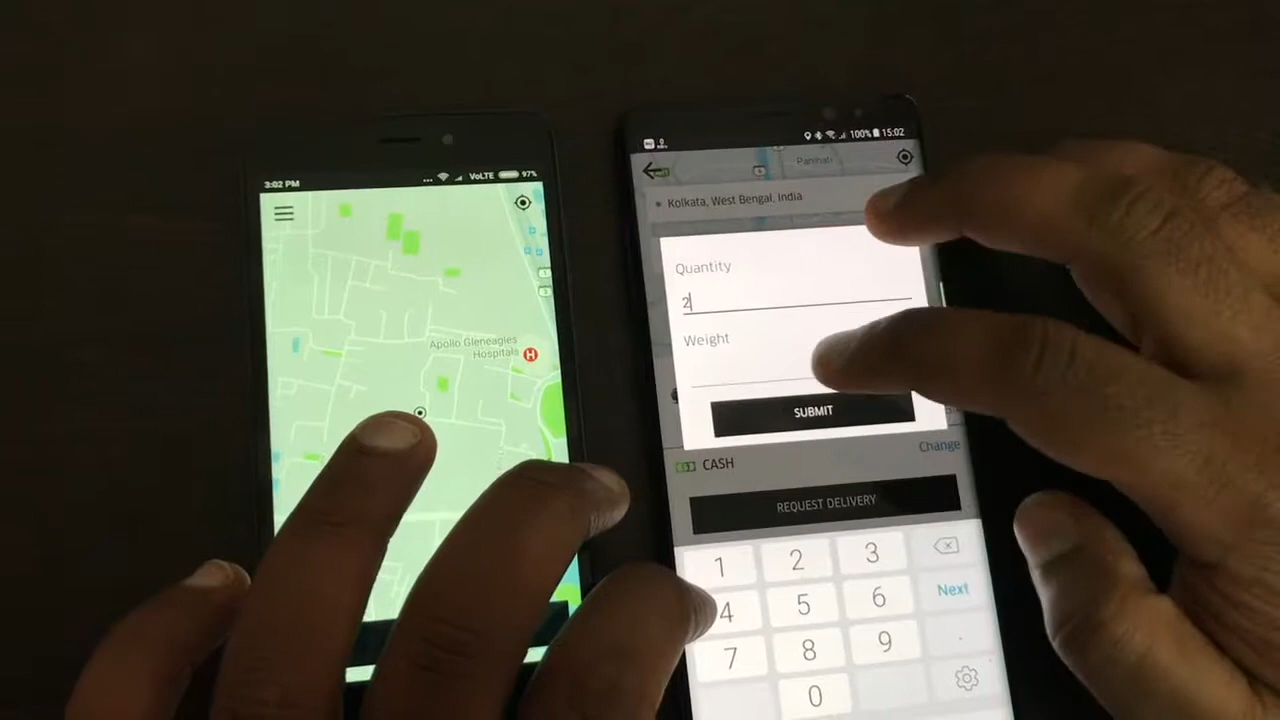 3:02 PM
VoLTE 97%
Apollo Gleneagles
Hospitals
H
100% 15:02
Panihati
Kolkata, West Bengal, India
Quantity
2
Weight
SUBMIT
Change
CASH
REQUEST DELIVERY
1 2 3
4 5 6 Next
7 8 9 .
0